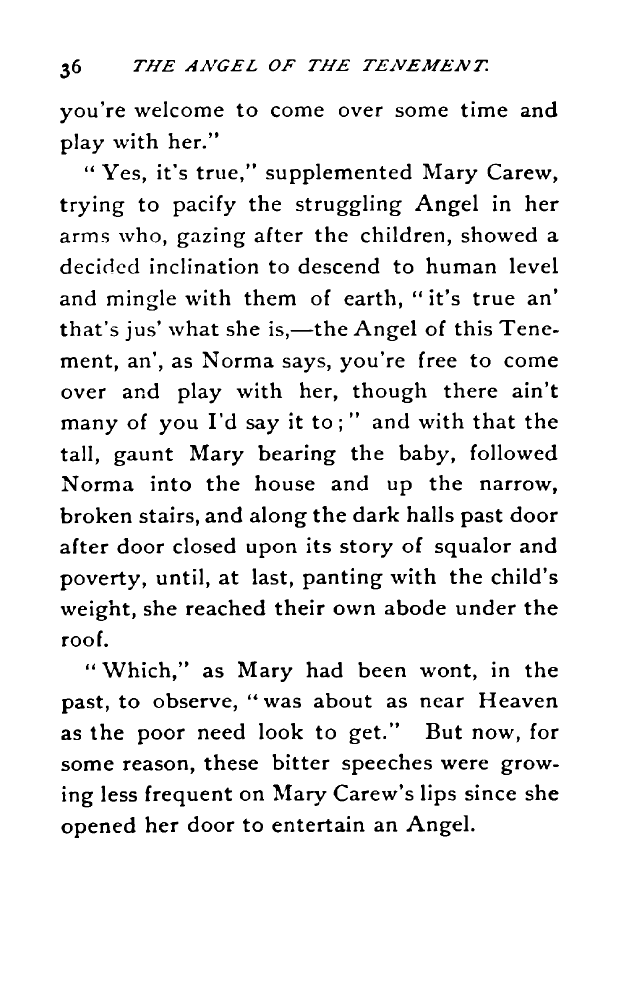 36 THE ANGEL OF THE TENEMENT.
you're welcome to come over some time and
play with her."
" Yes, it's true," supplemented Mary Carew,
trying to pacify the struggling Angel in her
arms who, gazing after the children, showed a
decided inclination to descend to human level
and mingle with them of earth, " it's true an'
that's jus' what she is,—the Angel of this Tene-
ment, an', as Norma says, you're free to come
over and play with her, though there ain't
many of you I'd say it to ; " and with that the
tall, gaunt Mary bearing the baby, followed
Norma into the house and up the narrow,
broken stairs, and along the dark halls past door
after door closed upon its story of squalor and
poverty, until, at last, panting with the child's
weight, she reached their own abode under the
roof.
" Which," as Mary had been wont, in the
past, to observe, " was about as near Heaven
as the poor need look to get." But now, for
some reason, these bitter speeches were grow-
ing less frequent on Mary Carew's lips since she
opened her door to entertain an Angel.